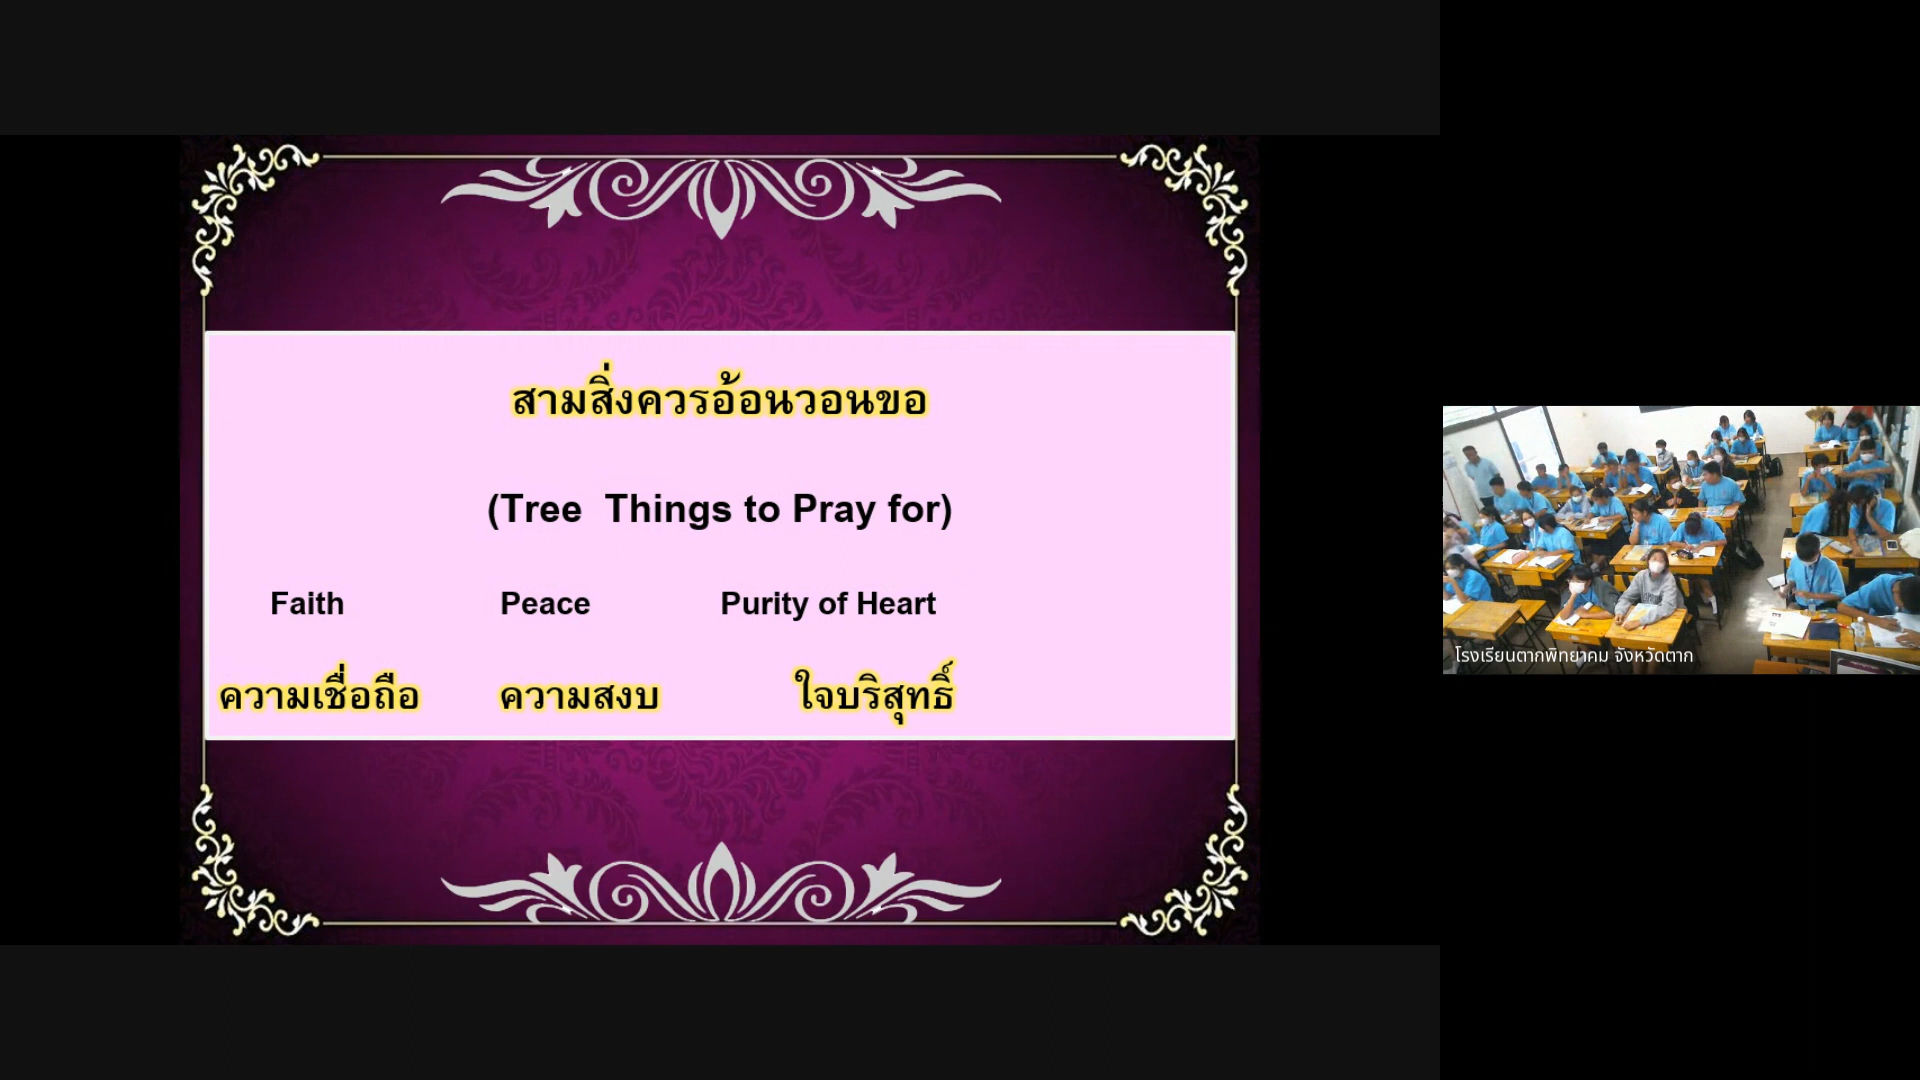 สามสิ่งควรอ้อนวอนขอ
(Tree Things to Pray for)
Faith Peace Purity of Heart
ความเชื่อถือ ความสงบ ใจบริสุทธิ์
โรงเรียนตากพิทยาคม จังหวัดตาก